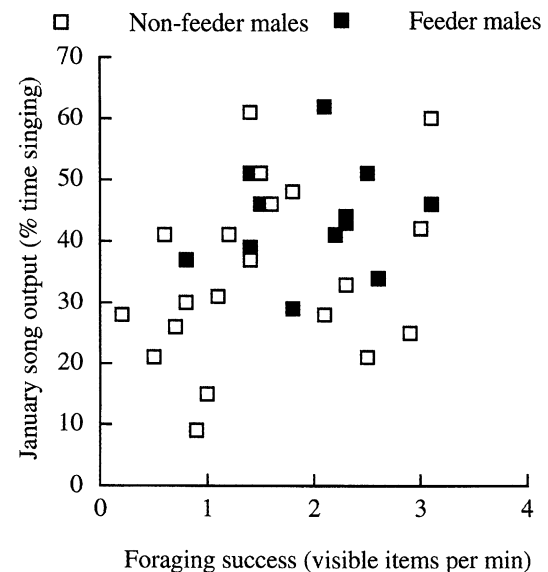 Non-feeder males Feeder males
70
60
50
40
30
20
10
0
January song output (% time singing)
0 1 2 3 4
Foraging success (visible items per min)